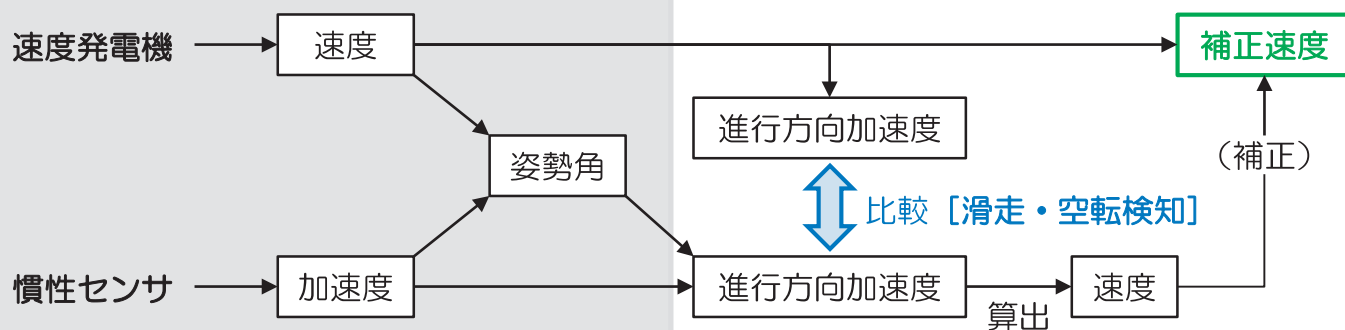 速度発電機
速度
補正速度
進行方向加速度
姿勢角
（補正）
比較［滑走・空転検知］
慣性センサ
加速度
進行方向加速度
速度
算出